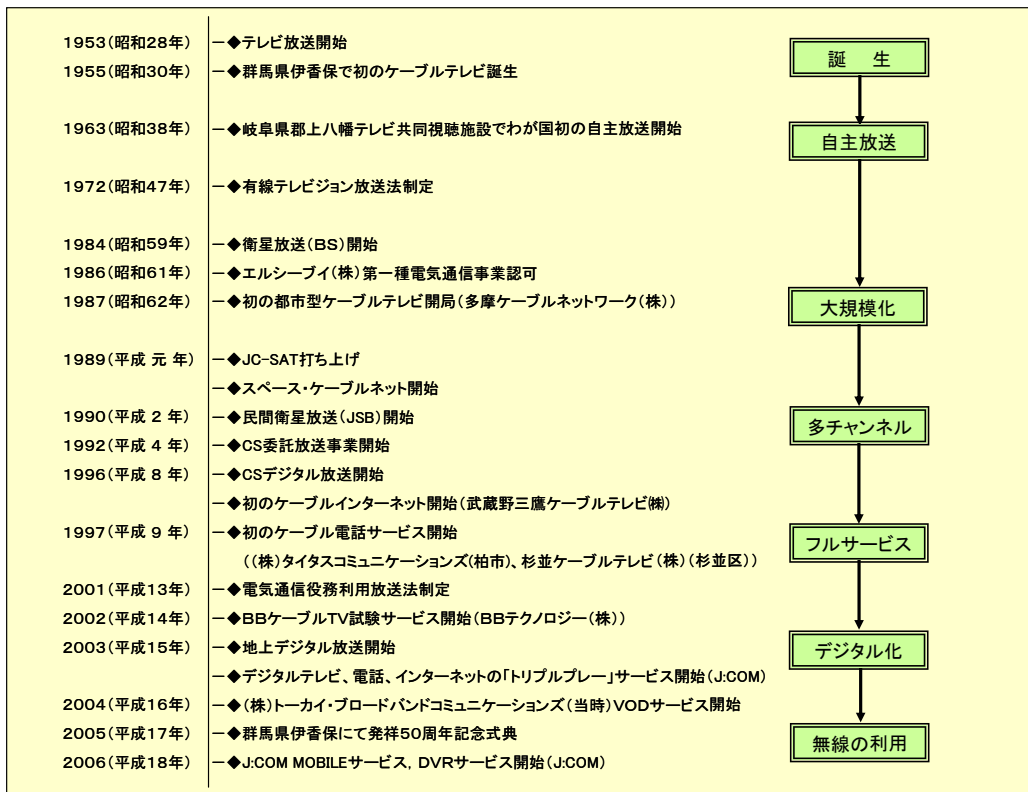 1953(昭和28年) ー◆テレビ放送開始
1955(昭和30年) ー◆群馬県伊香保で初のケーブルテレビ誕生
1963(昭和38年) ー◆岐阜県郡上八幡テレビ共同視聴施設でわが国初の自主放送開始
1972(昭和47年) ー◆有線テレビジョン放送法制定
1984(昭和59年) ー◆衛星放送(BS)開始
1986(昭和61年) ー◆エルシーブイ(株)第一種電気通信事業認可
1987(昭和62年) ー◆初の都市型ケーブルテレビ開局(多摩ケーブルネットワーク(株))
1989(平成 元 年) ー◆JC-SAT打ち上げ
ー◆スペース・ケーブルネット開始
1990(平成 2 年) ー◆民間衛星放送(JSB)開始
1992(平成 4 年) ー◆CS委託放送事業開始
1996(平成 8 年) ー◆CSデジタル放送開始
ー◆初のケーブルインターネット開始(武蔵野三鷹ケーブルテレビ㈱)
1997(平成 9 年) ー◆初のケーブル電話サービス開始
((株)タイタスコミュニケーションズ(柏市)、杉並ケーブルテレビ(株)(杉並区))
2001(平成13年) ー◆電気通信役務利用放送法制定
2002(平成14年) ー◆BBケーブルTV試験サービス開始(BBテクノロジー(株))
2003(平成15年) ー◆地上デジタル放送開始
ー◆デジタルテレビ、電話、インターネットの「トリプルプレー」サービス開始(J:COM)
2004(平成16年) ー◆(株)トーカイ・ブロードバンドコミュニケーションズ(当時)VODサービス開始
2005(平成17年) ー◆群馬県伊香保にて発祥50周年記念式典
2006(平成18年) ー◆J:COM MOBILEサービス, DVRサービス開始(J:COM)
誕 生
自主放送
大規模化
多チャンネル
フルサービス
デジタル化
無線の利用